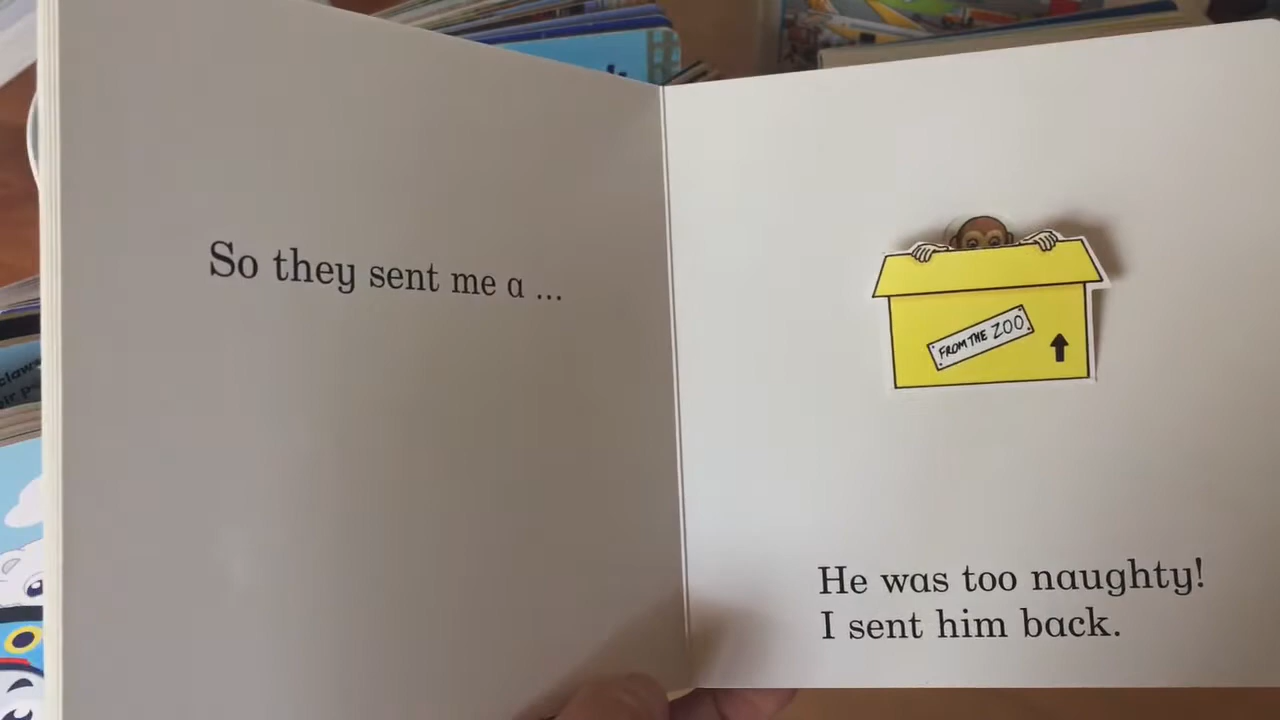 So they sent me a ...
FROM THE ZOO
He was too naughty!
I sent him back.